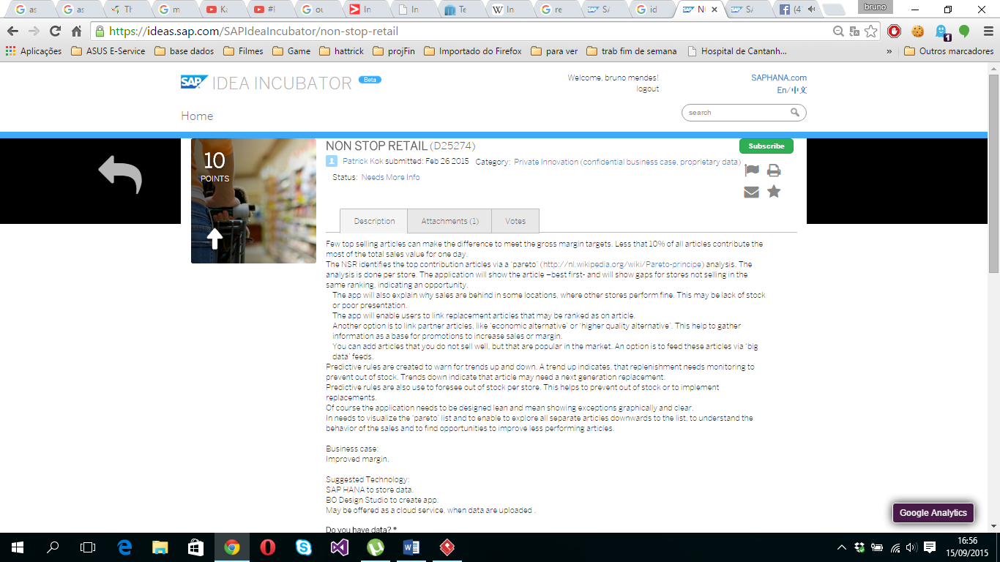 as
as
Th
m
Ka
#I
ou
In
In
Te
In
re
SA
id
N
SA
(4
bruno
https://ideas.sap.com/SAPIdeaIncubator/non-stop-retail
1
Aplicações
ASUS E-Service
base dados
Filmes
Game
hattrick
projFin
Importado do Firefox
para ver
trab fim de semana
Hospital de Cantanh...
»
Outros marcadores
SAP IDEA INCUBATOR Beta
Welcome, bruno mendes!
logout
SAPHANA.com
En/中文
Home
search
10
POINTS
NON STOP RETAIL (D25274)
Subscribe
Patrick Kok submitted: Feb 26 2015 Category: Private Innovation (confidential business case, proprietary data)
Status: Needs More Info
Description
Attachments (1)
Votes
Few top selling articles can make the difference to meet the gross margin targets. Less that 10% of all articles contribute the
most of the total sales value for one day.
The NSR identifies the top contribution articles via a 'pareto' (http://nl.wikipedia.org/wiki/Pareto-principe) analysis. The
analysis is done per store. The application will show the article –best first- and will show gaps for stores not selling in the
same ranking, indicating an opportunity.
The app will also explain why sales are behind in some locations, where other stores perform fine. This may be lack of stock
or poor presentation.
The app will enable users to link replacement articles that may be ranked as on article.
Another option is to link partner articles, like 'economic alternative' or 'higher quality alternative'. This help to gather
information as a base for promotions to increase sales or margin.
You can add articles that you do not sell well, but that are popular in the market. An option is to feed these articles via 'big
data' feeds.
Predictive rules are created to warn for trends up and down. A trend up indicates, that replenishment needs monitoring to
prevent out of stock. Trends down indicate that article may need a next generation replacement.
Predictive rules are also use to foresee out of stock per store. This helps to prevent out of stock or to implement
replacements.
Of course the application needs to be designed lean and mean showing exceptions graphically and clear.
In needs to visualize the 'pareto' list and to enable to explore all separate articles downwards to the list, to understand the
behavior of the sales and to find opportunities to improve less performing articles.
Business case:
Improved margin.
Suggested Technology:
SAP HANA to store data.
BO Design Studio to create app.
May be offered as a cloud service, when data are uploaded .
Do you have data? *
Google Analytics
16:56
15/09/2015